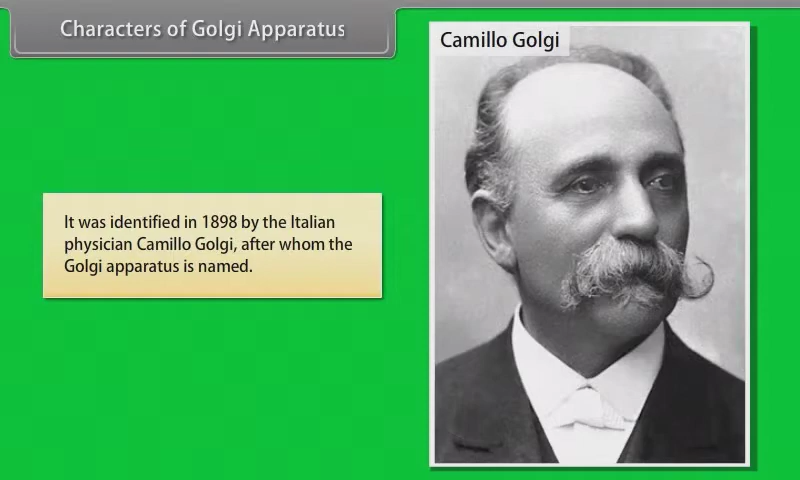 Characters of Golgi Apparatus
Camillo Golgi
It was identified in 1898 by the Italian
physician Camillo Golgi, after whom the
Golgi apparatus is named.